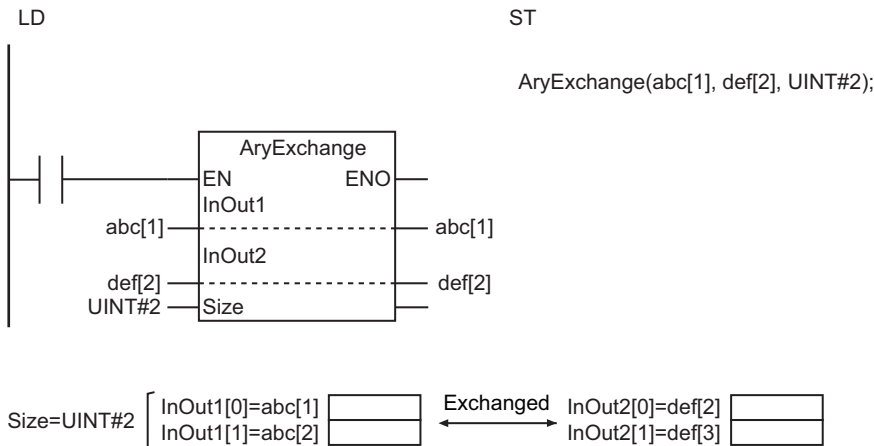 LD ST
AryExchange(abc[1], def[2], UINT#2);
AryExchange
EN ENO
InOut1
abc[1] abc[1]
InOut2
def[2] def[2]
UINT#2 Size
Size=UINT#2 InOut1[0]=abc[1] Exchanged InOut2[0]=def[2]
InOut1[1]=abc[2] InOut2[1]=def[3]